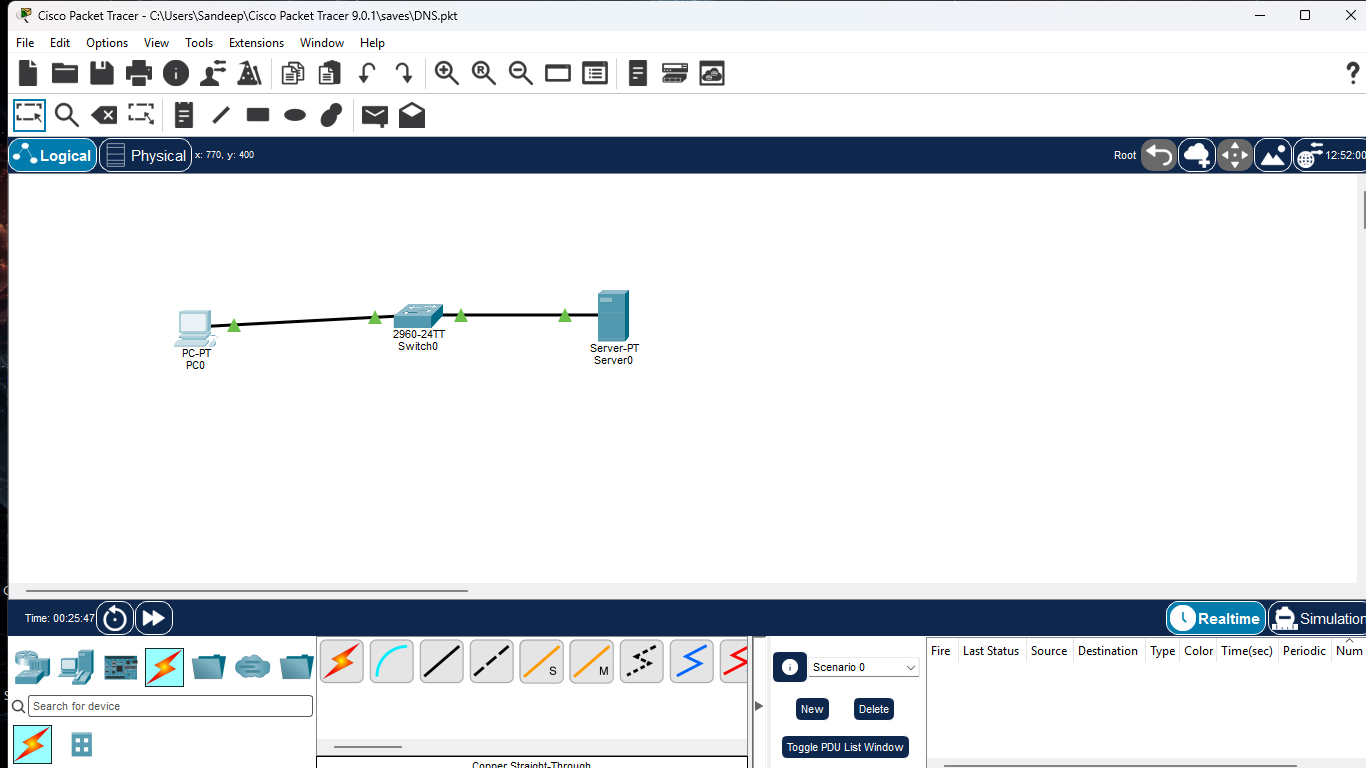 Cisco Packet Tracer - C:\Users\Sandeep\Cisco Packet Tracer 9.0.1\saves\DNS.pkt
File Edit Options View Tools Extensions Window Help
Logical Physical x: 770, y: 400 Root 12:52:00
PC-PT
PC0
2960-24TT
Switch0
Server-PT
Server0
Time: 00:25:47 Realtime Simulation
Search for device
S M
Copper Straight-Through
Scenario 0
New Delete
Toggle PDU List Window
Fire Last Status Source Destination Type Color Time(sec) Periodic Num